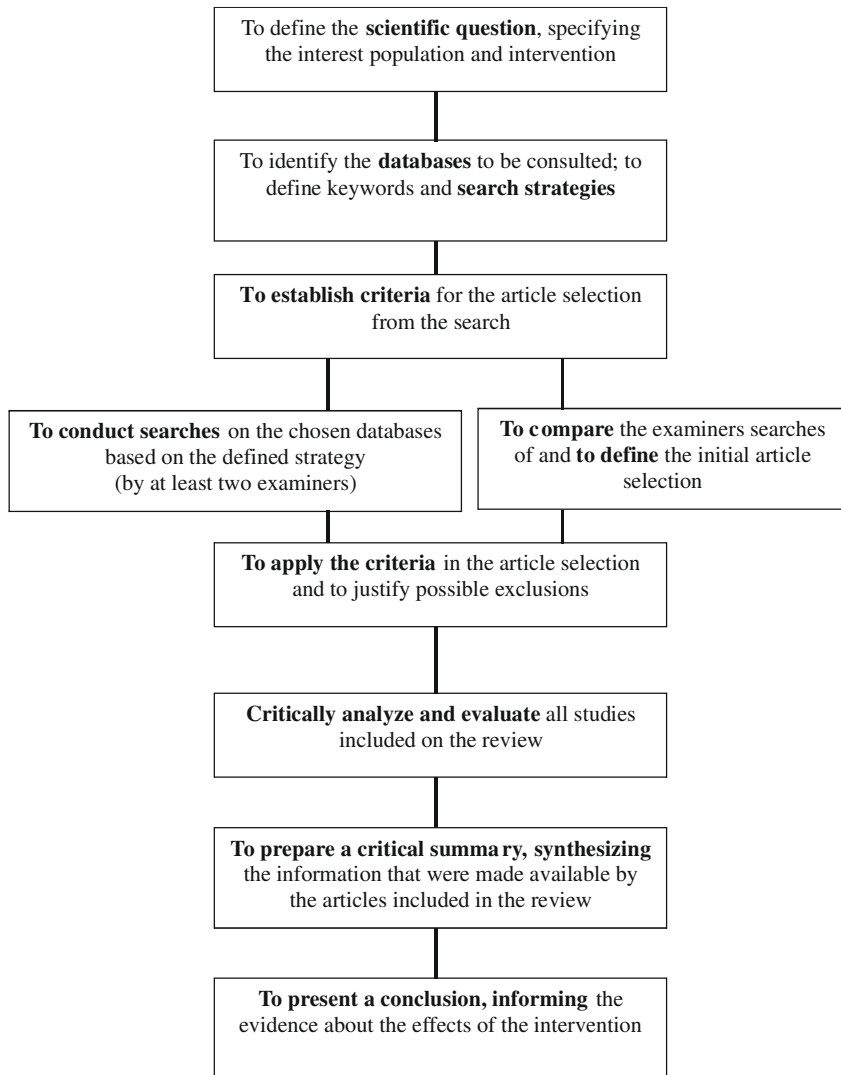 To define the scientific question, specifying
the interest population and intervention
To identify the databases to be consulted; to
define keywords and search strategies
To establish criteria for the article selection
from the search
To conduct searches on the chosen databases
based on the defined strategy
(by at least two examiners)
To compare the examiners searches
of and to define the initial article
selection
To apply the criteria in the article selection
and to justify possible exclusions
Critically analyze and evaluate all studies
included on the review
To prepare a critical summary, synthesizing
the information that were made available by
the articles included in the review
To present a conclusion, informing the
evidence about the effects of the intervention